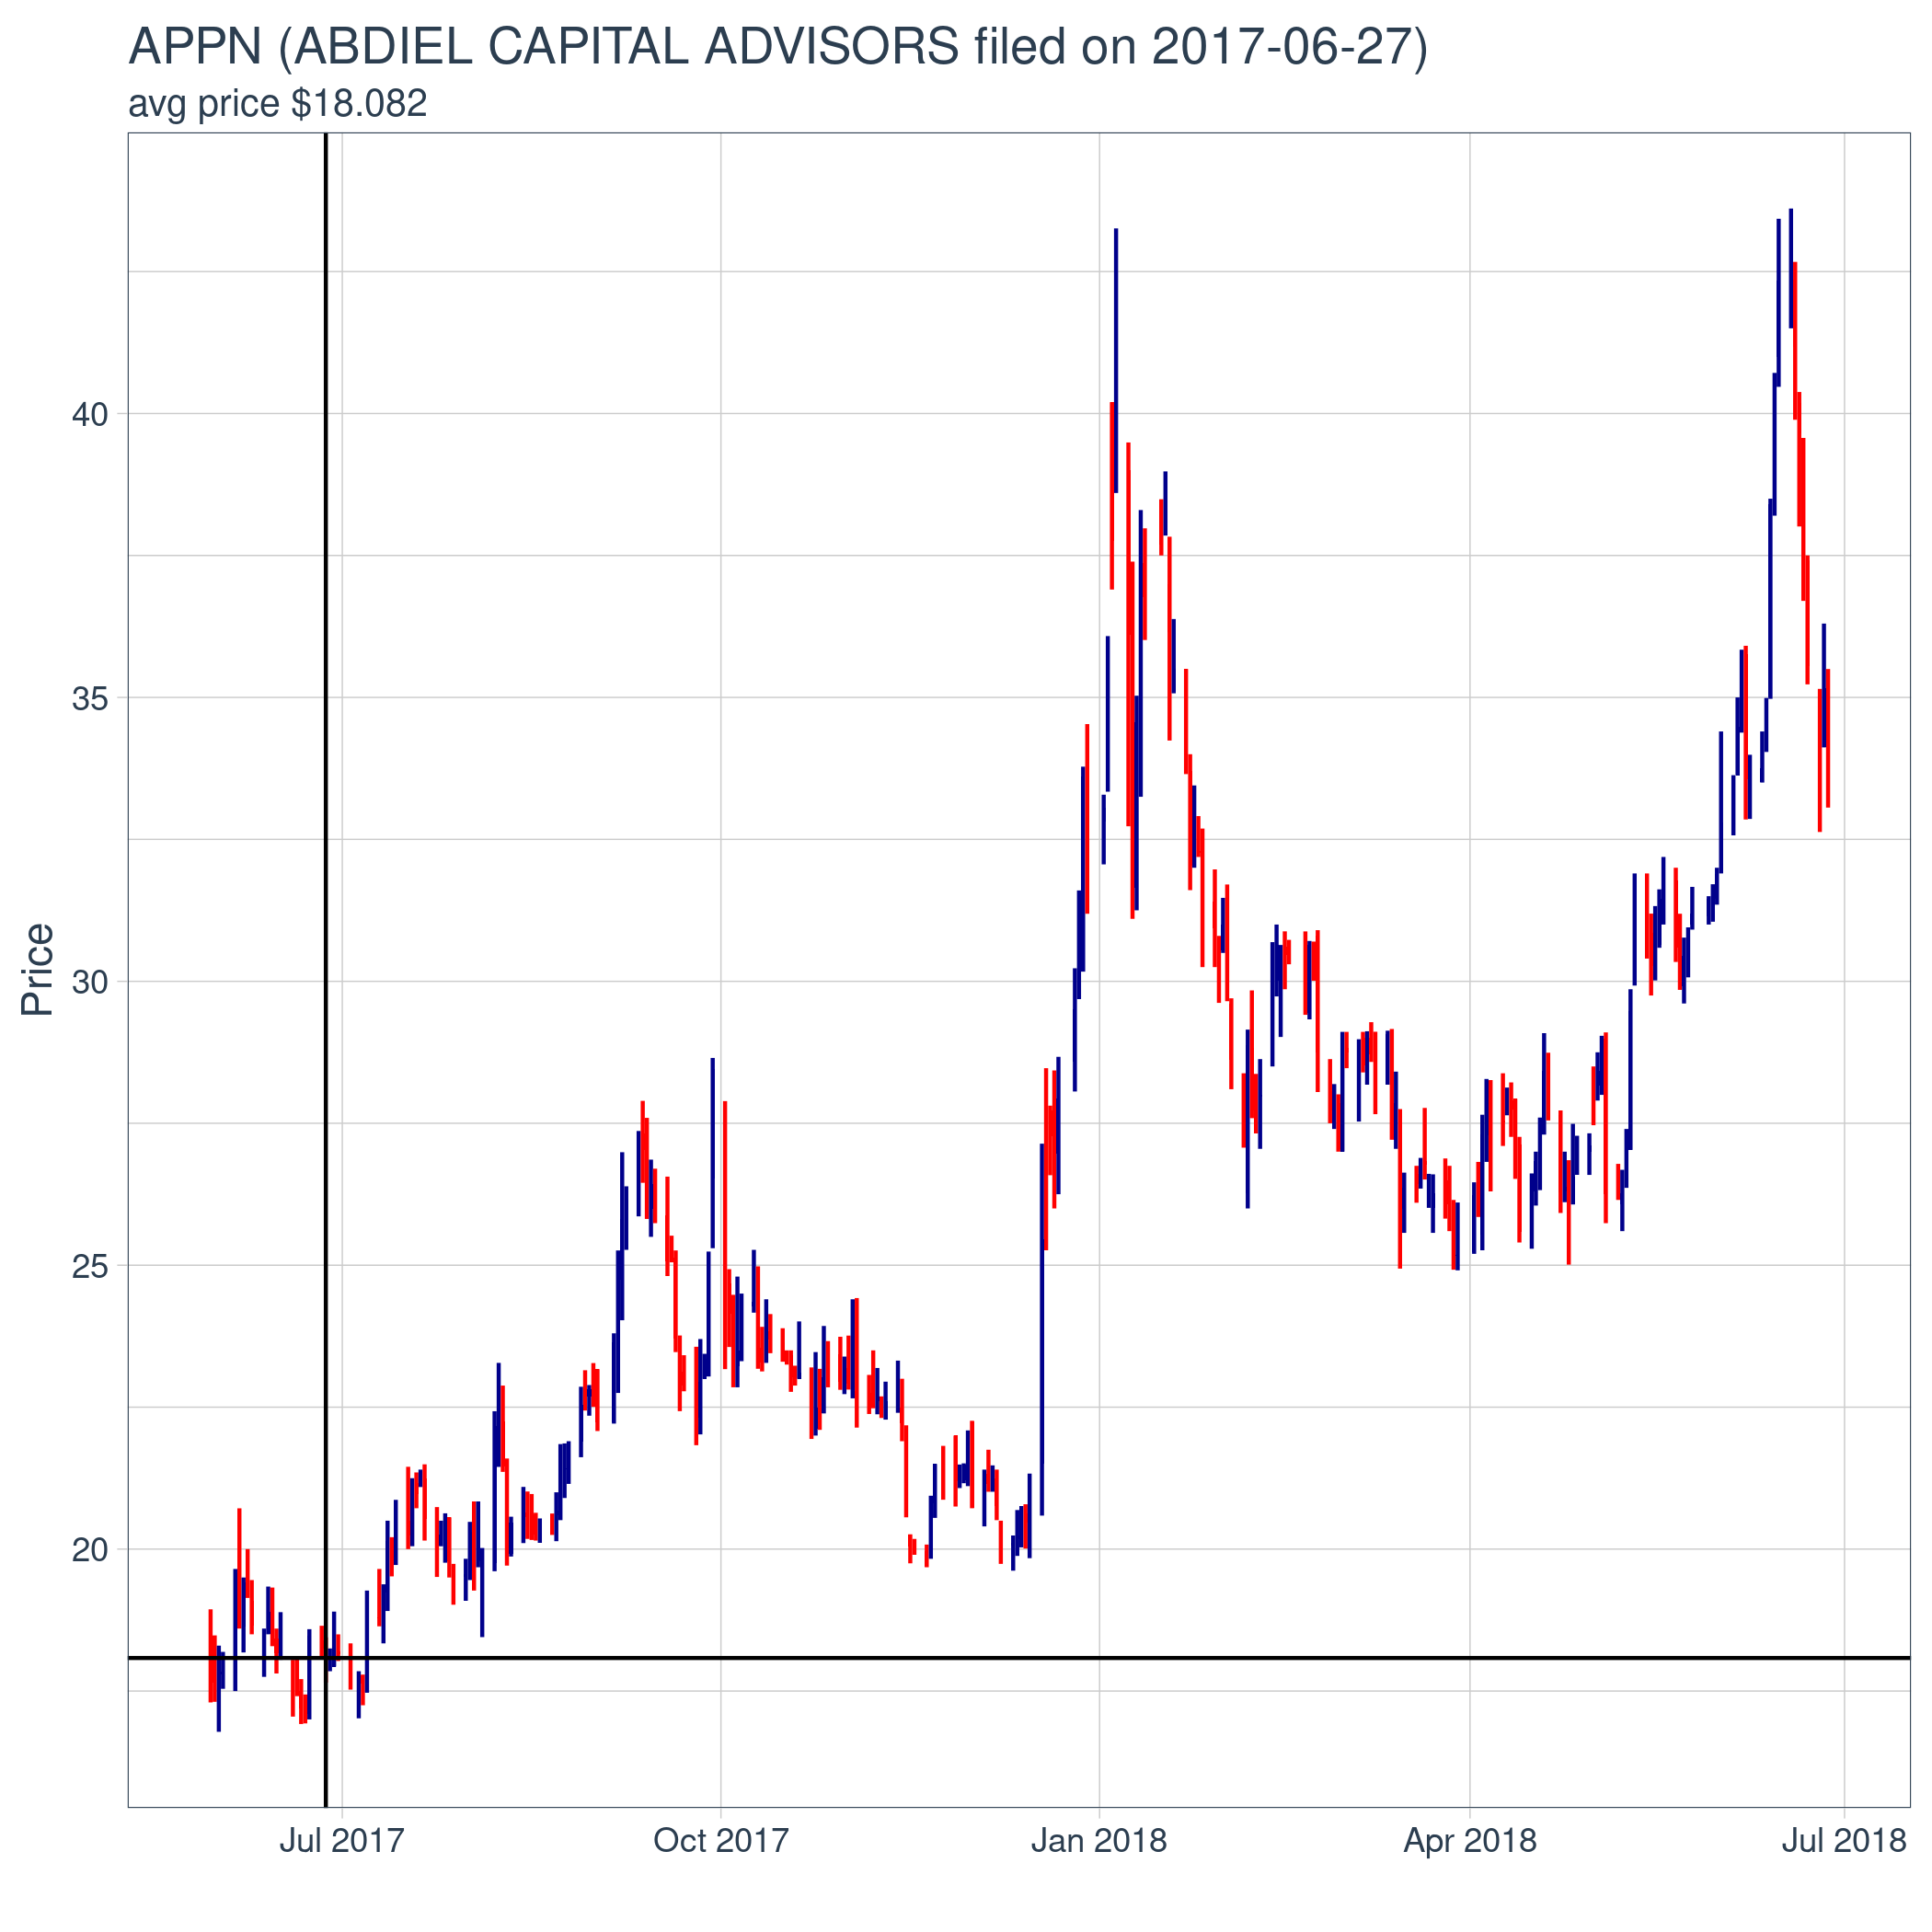 APPN (ABDIEL CAPITAL ADVISORS filed on 2017-06-27)
avg price $18.082
Price
40
35
30
25
20
Jul 2017
Oct 2017
Jan 2018
Apr 2018
Jul 2018